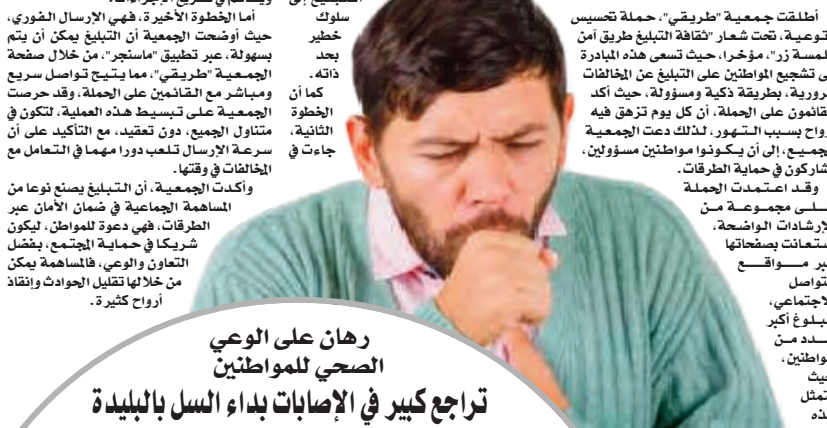 أطلقت جمعية "طريقي"، حملة تحسيس
توعية، تحت شعار "ثقافة التبليغ طريق آمن
لمسة زر"، مؤخرا، حيث تسعى هذه المبادرة
ى تشجيع المواطنين على التبليغ عن المخالفات
رورية، بطريقة ذكية ومسؤولة، حيث أكد
قائمون على الحملة، أن كل يوم تزهق فيه
رواح بسبب التهور، لذلك دعت الجمعية
جميع، إلى أن يكونوا مواطنين مسؤولين،
شاركون في حماية الطرقات.
وقد اعتمدت الحملة
لى مجموعة من
لإرشادات الواضحة،
ستعانت بصفحاتها
بر مواقع
تواصل
لاجتماعي،
بلوغ أكبر
دد من
مواطنين،
حيث
تمثل
ذه
سلوك
خطير
بحد
ذاته.
كما أن
الخطوة
الثانية،
جاءت في
أما الخطوة الأخيرة، فهي الإرسال الفوري،
حيث أوضحت الجمعية أن التبليغ يمكن أن يتم
بسهولة، عبر تطبيق "ماسنجر"، من خلال صفحة
الجمعية "طريقي"، مما يتيح تواصل سريع
ومباشر مع القائمين على الحملة، وقد حرصت
الجمعية على تبسيط هذه العملية، لتكون في
متناول الجميع، دون تعقيد، مع التأكيد على أن
سرعة الإرسال تلعب دورا مهما في التعامل مع
المخالفات في وقتها.
وأكدت الجمعية، أن التبليغ يصنع نوعا من
المساهمة الجماعية في ضمان الأمان عبر
الطرقات، فهي دعوة للمواطن، ليكون
شريكا في حماية المجتمع، بفضل
التعاون والوعي، فالمساهمة يمكن
من خلالها تقليل الحوادث وإنقاذ
أرواح كثيرة.
رهان على الوعي
الصحي للمواطنين
تراجع كبير في الإصابات بداء السل بالبليدة